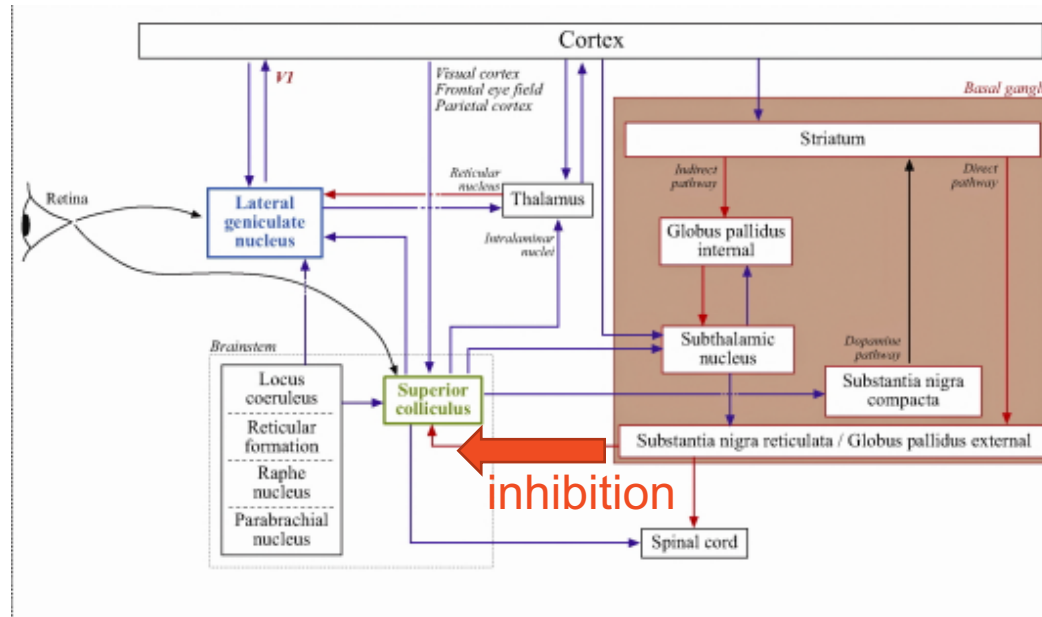 Cortex
V1
Visual cortex
Frontal eye field
Parietal cortex
Basal gangl
Striatum
Retina
Reticular
nucleus
Indirect
pathway
Direct
pathway
Lateral
geniculate
nucleus
Thalamus
Intralaminar
nuclei
Globus pallidus
internal
Brainstem
Subthalamic
nucleus
Dopamine
pathway
Locus
coeruleus
Superior
colliculus
Substantia nigra
compacta
Reticular
formation
Substantia nigra reticulata / Globus pallidus external
Raphe
nucleus
inhibition
Parabrachial
nucleus
Spinal cord